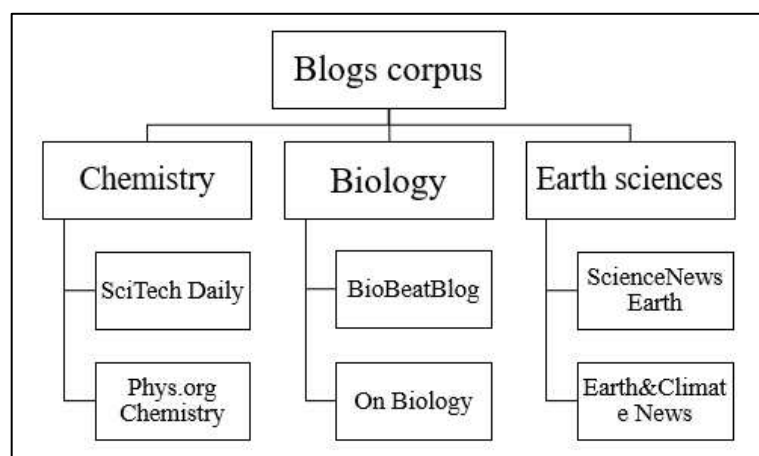 Blogs corpus
Chemistry
Biology
Earth sciences
SciTech Daily
BioBeatBlog
ScienceNews
Earth
Phys.org
Chemistry
On Biology
Earth&Climat
e News